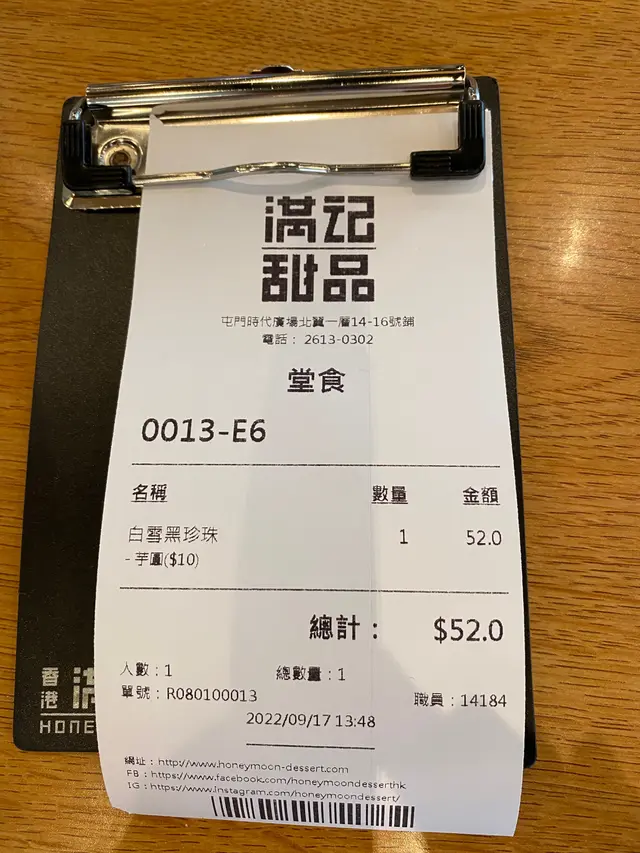 滿記
甜品
屯門時代廣場北翼一層14-16號鋪
電話： 2613-0302
堂食
0013-E6
名稱 數量 金額
白雪黑珍珠 1 52.0
- 芋圓($10)
總計： $52.0
人數：1 總數量：1
單號：R080100013 職員：14184
2022/09/17 13:48
網址：http://www.honeymoon-dessert.com
FB：https://www.facebook.com/honeymoondesserthk
IG：https://www.instagram.com/honeymoondessert/
香港
HONE